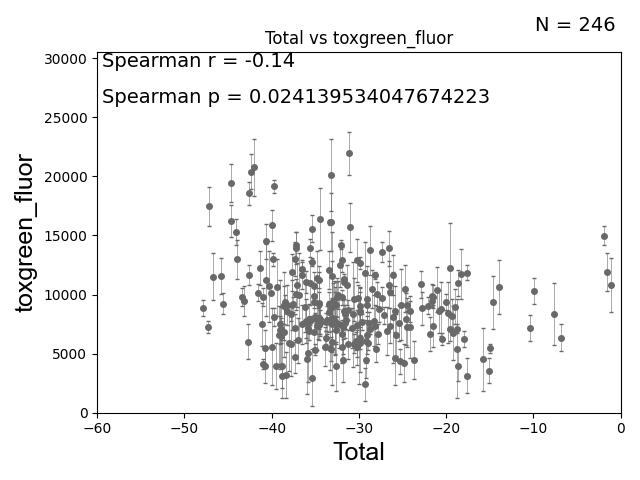 N = 246
Total vs toxgreen_fluor
Spearman r = -0.14
Spearman p = 0.024139534047674223
30000
25000
20000
15000
10000
5000
0
toxgreen_fluor
−60 −50 −40 −30 −20 −10 0
Total